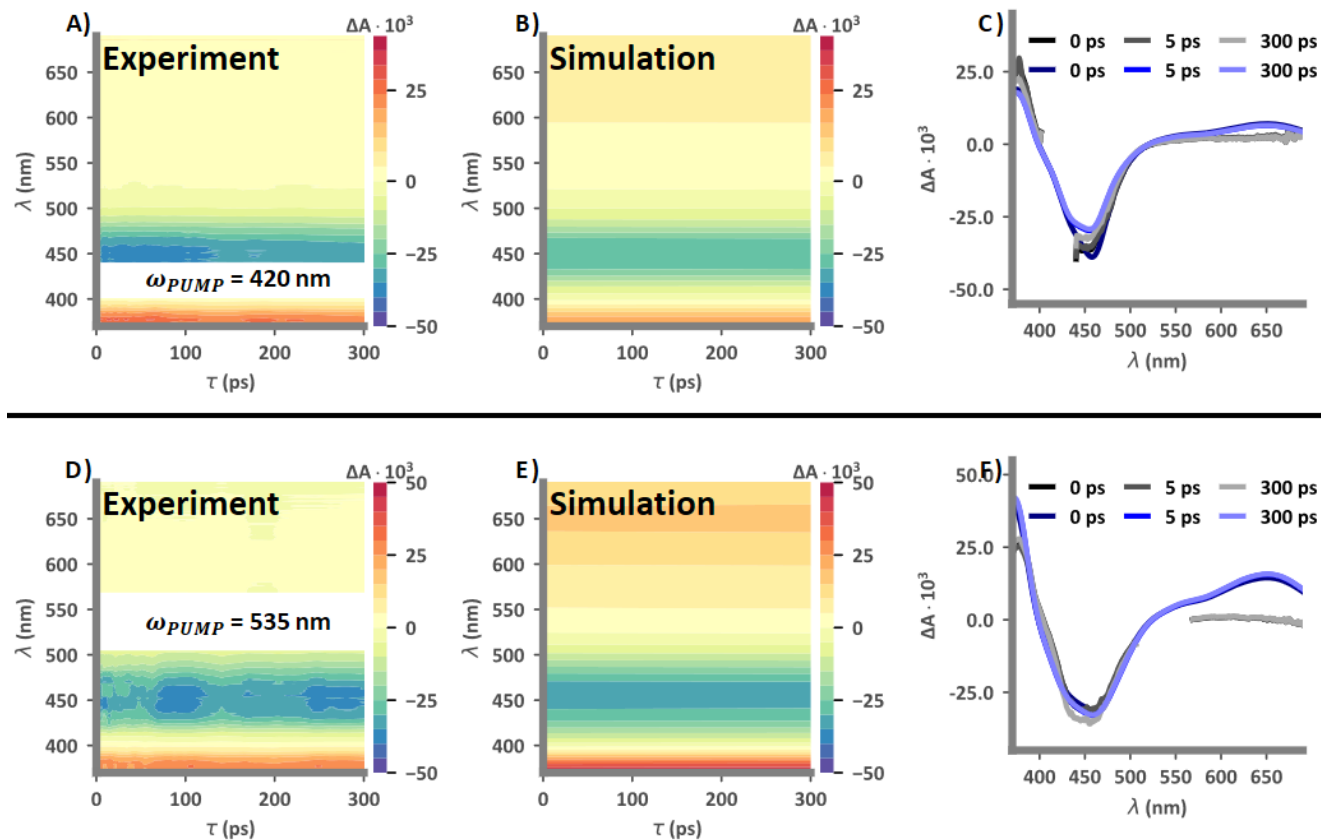 A)
ΔA · 10³
Experiment
650
600
550
500
450
400
λ (nm)
ω_PUMP = 420 nm
0
100
200
300
τ (ps)
25
0
−25
−50
B)
ΔA · 10³
Simulation
650
600
550
500
450
400
λ (nm)
0
100
200
300
τ (ps)
25
0
−25
−50
C)
0 ps 5 ps 300 ps
0 ps 5 ps 300 ps
25.0
0.0
−25.0
−50.0
ΔA · 10³
400 450 500 550 600 650
λ (nm)
D)
ΔA · 10³
Experiment
650
600
550
500
450
400
λ (nm)
ω_PUMP = 535 nm
0
100
200
300
τ (ps)
50
25
0
−25
−50
E)
ΔA · 10³
Simulation
650
600
550
500
450
400
λ (nm)
0
100
200
300
τ (ps)
50
25
0
−25
−50
F)
0 ps 5 ps 300 ps
0 ps 5 ps 300 ps
50.0
25.0
0.0
−25.0
ΔA · 10³
400 450 500 550 600 650
λ (nm)